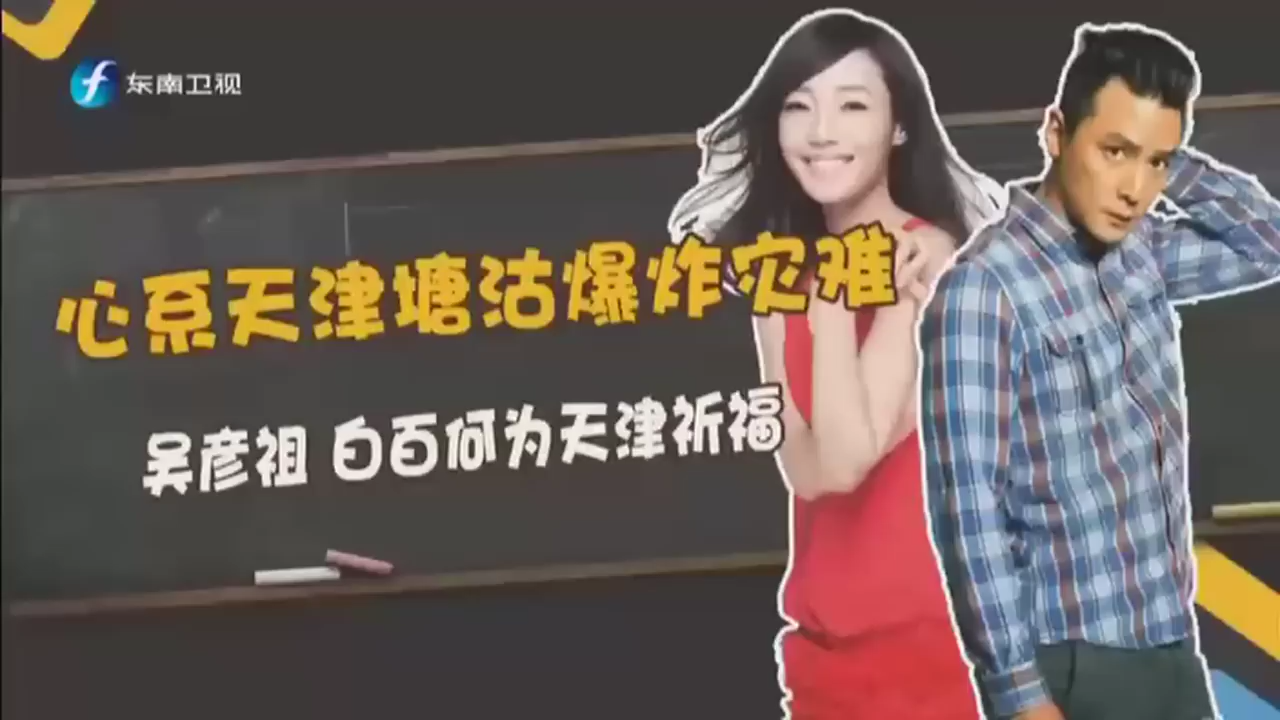 东南卫视
心系天津塘沽爆炸灾难
吴彦祖 白百何为天津祈福